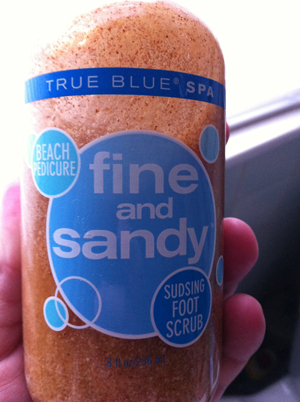 TRUE BLUE® SPA
BEACH
PEDICURE
fine
and
sandy
SUDSING
FOOT
SCRUB